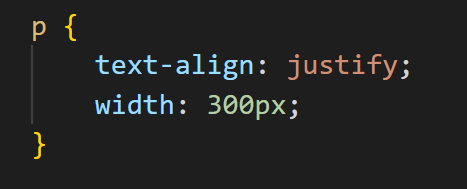 p {
    text-align: justify;
    width: 300px;
}